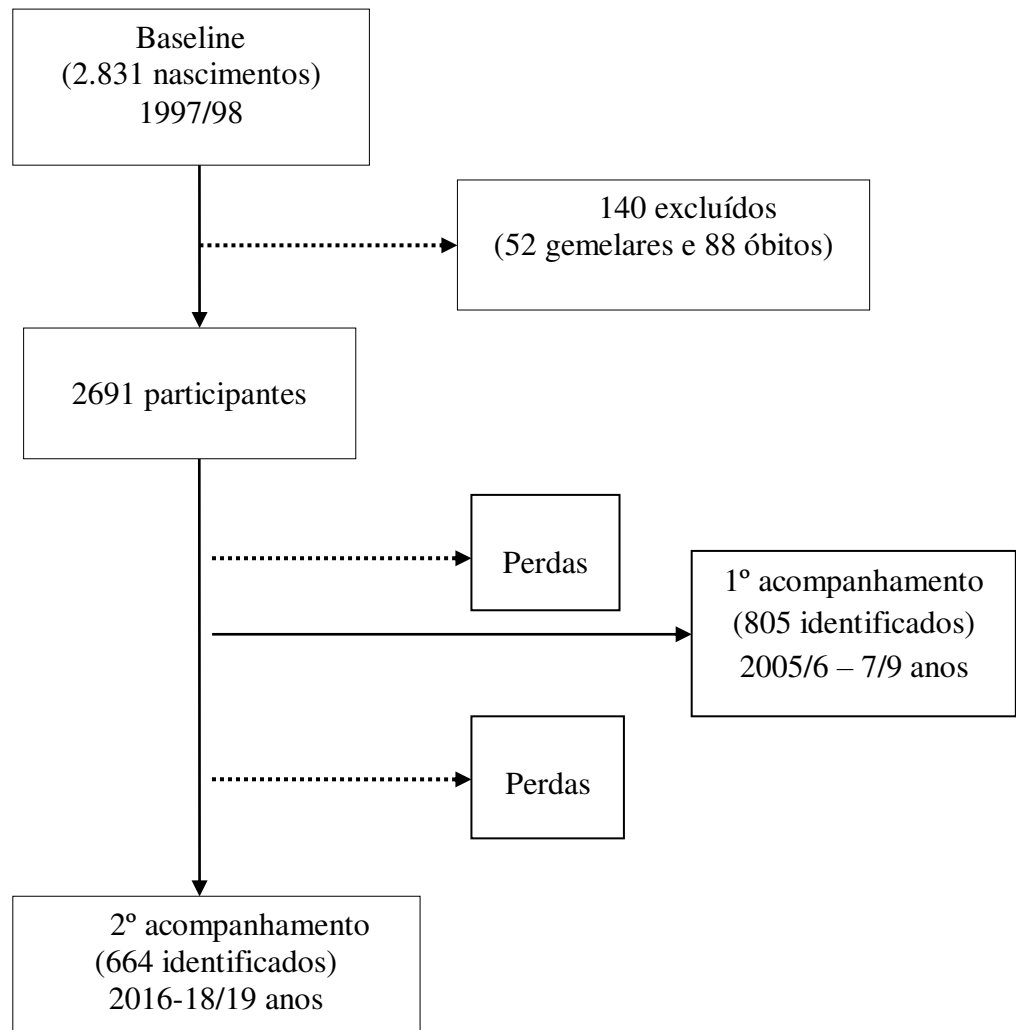 Baseline
(2.831 nascimentos)
1997/98
140 excluídos
(52 gemelares e 88 óbitos)
2691 participantes
Perdas
1º acompanhamento
(805 identificados)
2005/6 – 7/9 anos
Perdas
2º acompanhamento
(664 identificados)
2016-18/19 anos